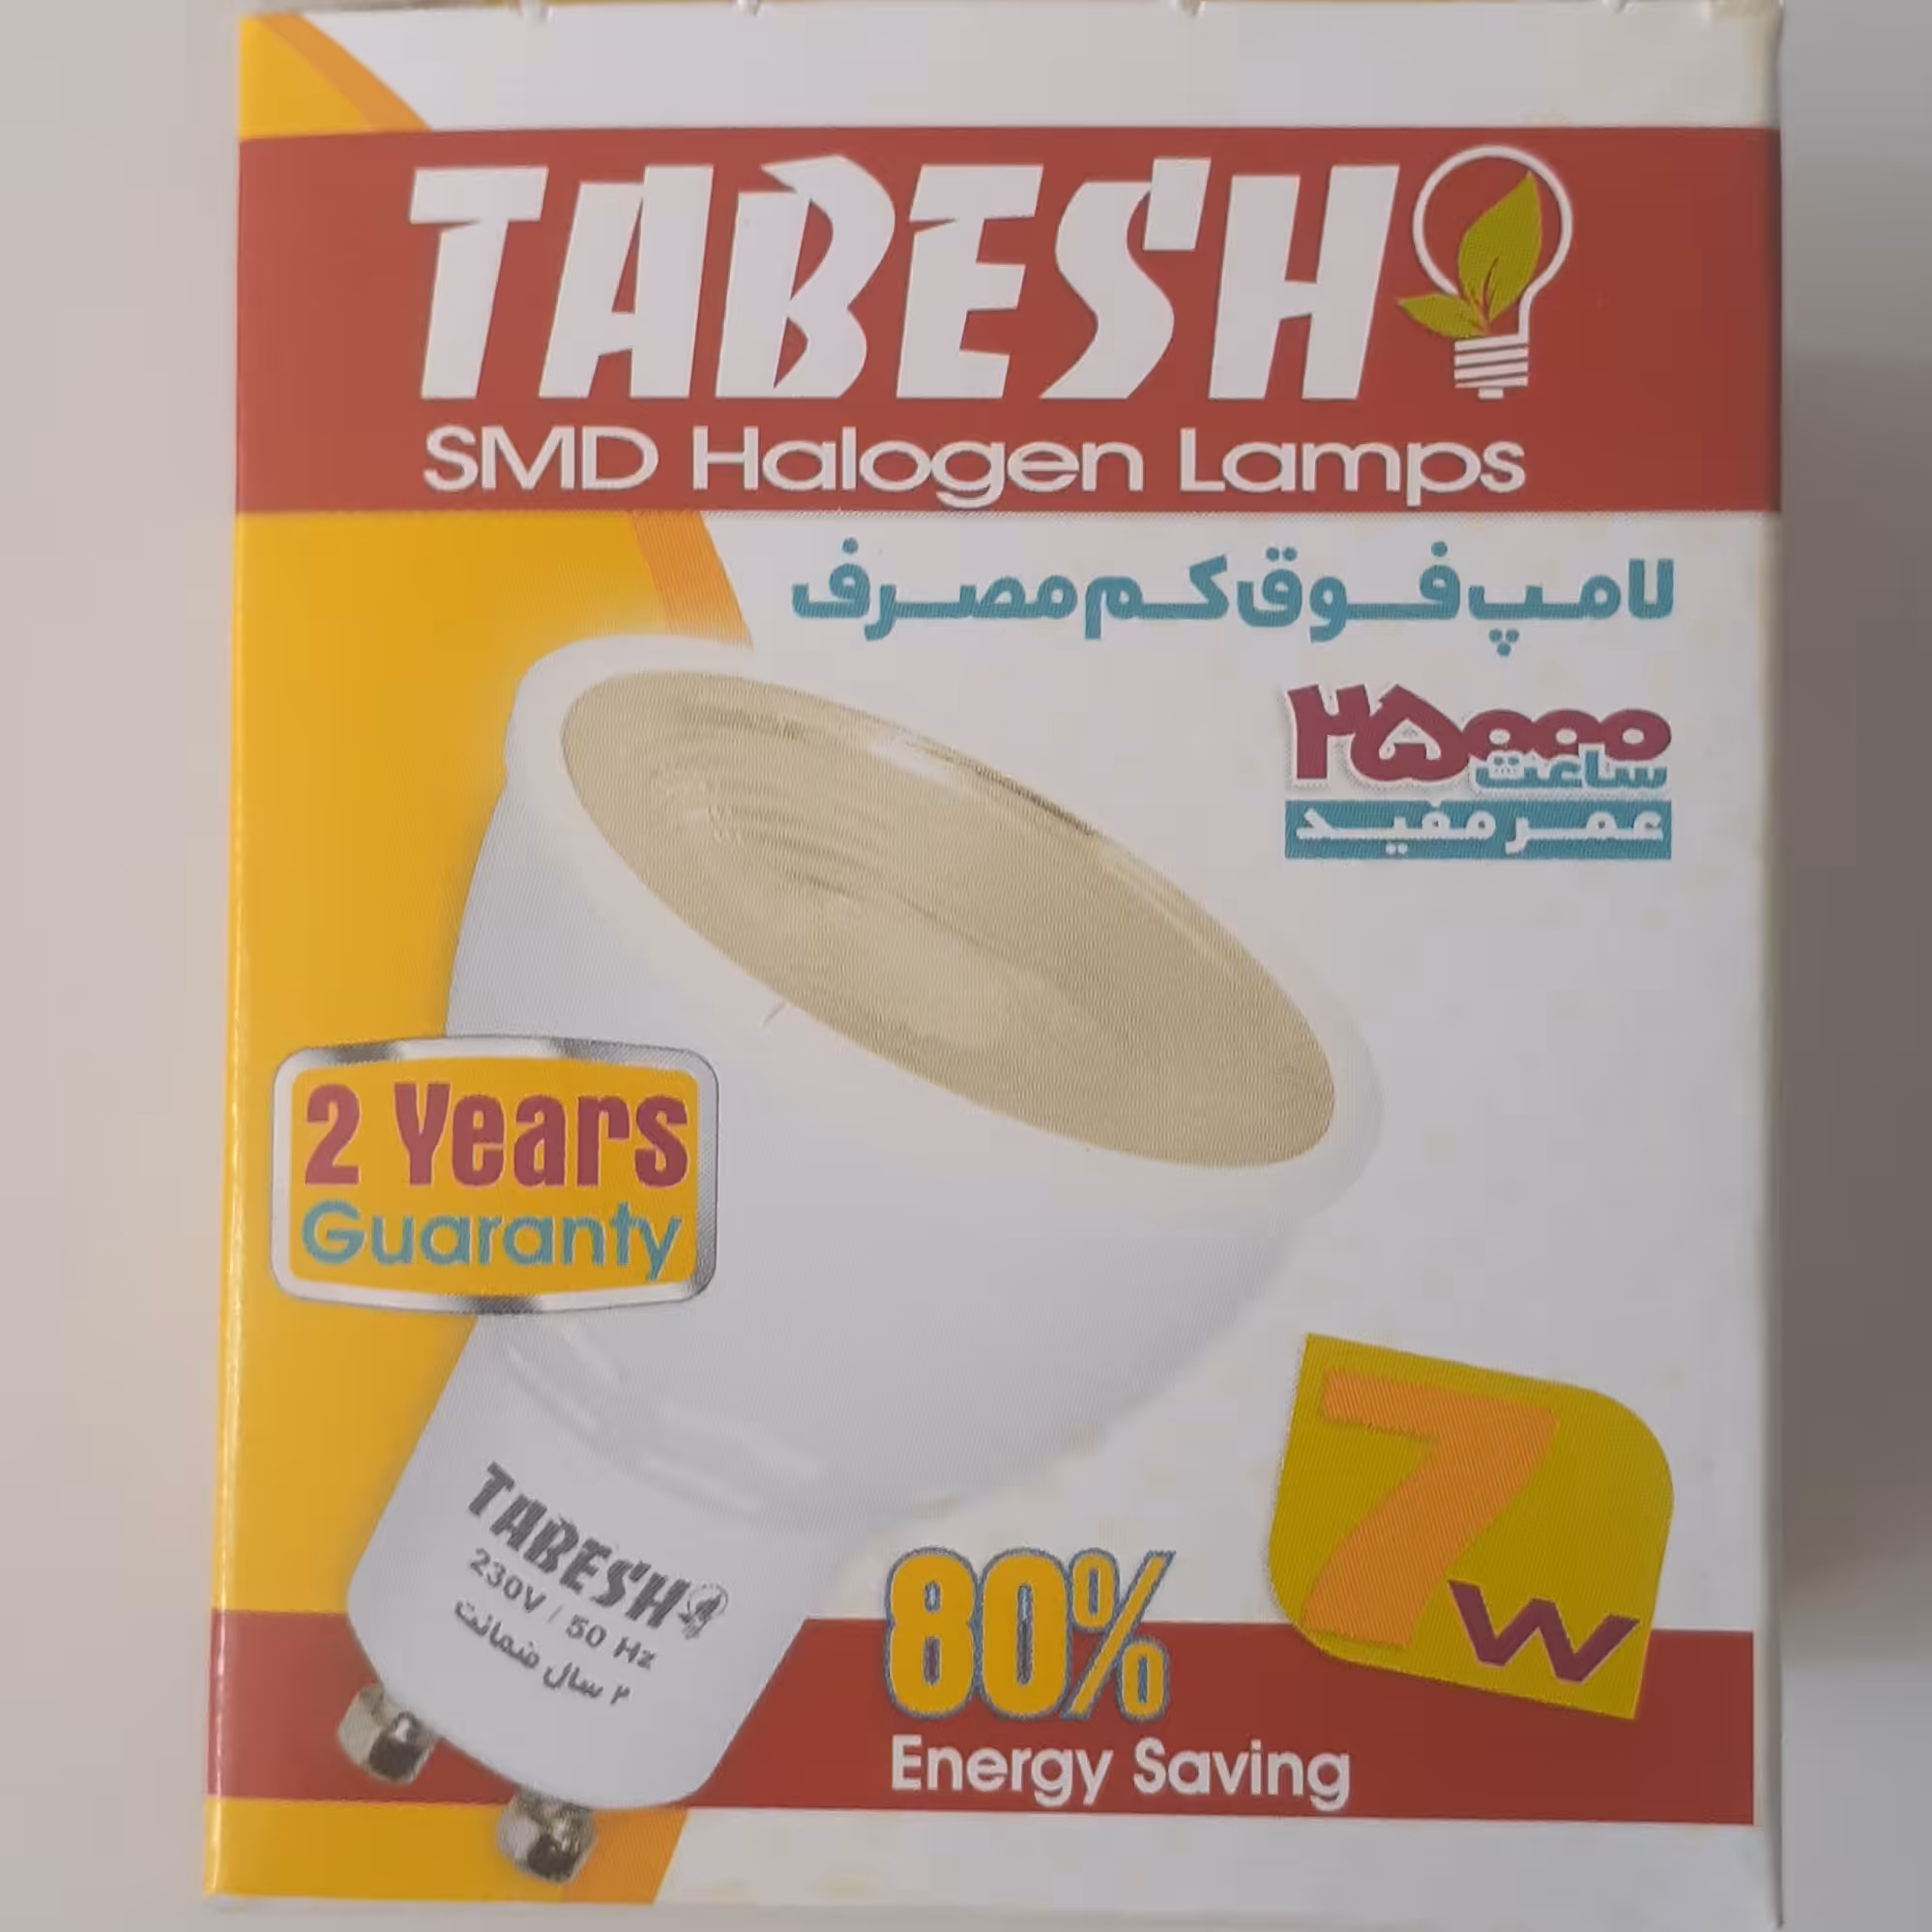 TABESH
SMD Halogen Lamps
لامپ فوق کم مصرف
۲۵۰۰۰
ساعت
عمر مفید
2 Years
Guaranty
TABESH
230V / 50 Hz
۲ سال ضمانت
7W
80%
Energy Saving